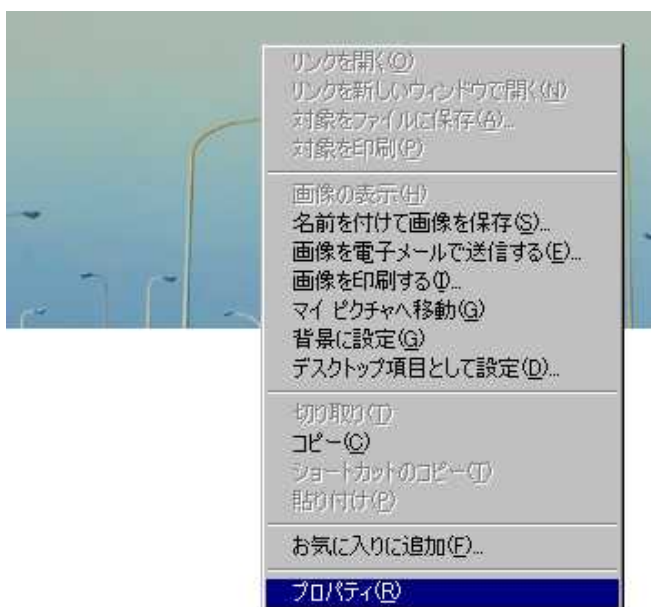 リンクを開く(O)
リンクを新しいウィンドウで開く(N)
対象をファイルに保存(A)...
対象を印刷(P)
画像の表示(H)
名前を付けて画像を保存(S)...
画像を電子メールで送信する(E)...
画像を印刷する(I)...
マイ ピクチャへ移動(G)
背景に設定(G)
デスクトップ項目として設定(D)...
切り取り(T)
コピー(C)
ショートカットのコピー(T)
貼り付け(P)
お気に入りに追加(F)...
プロパティ(R)